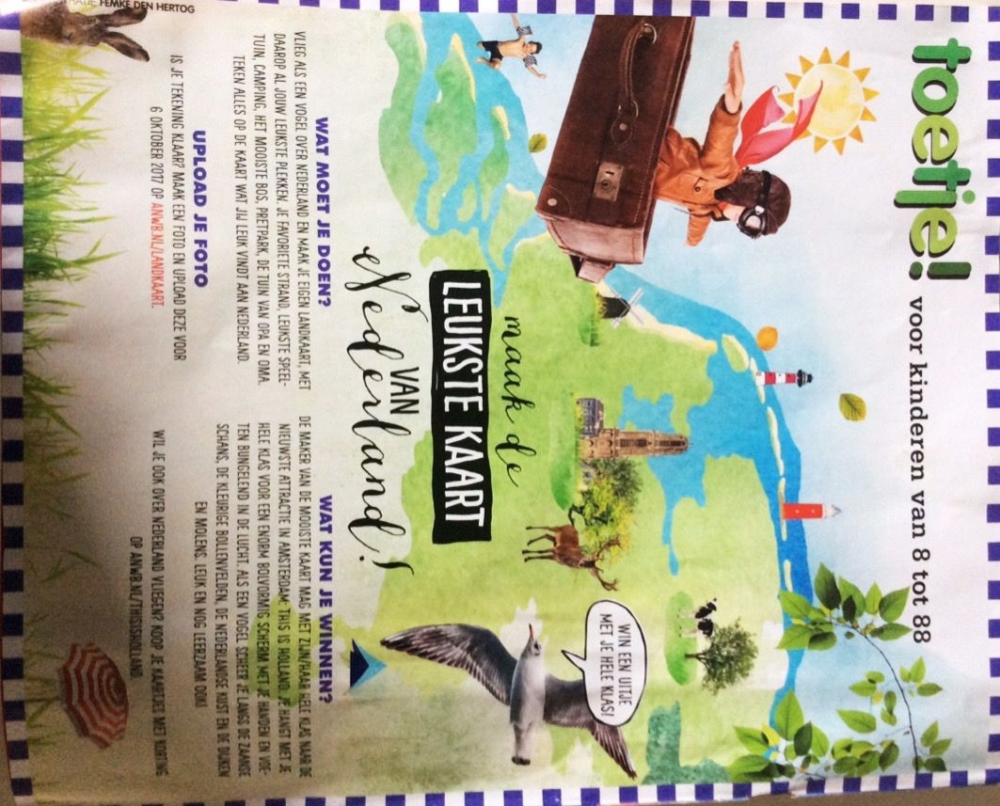 toetje! voor kinderen van 8 tot 88
WIN EEN UITJE
MET JE HELE KLAS!
maak de
LEUKSTE KAART
VAN
Nederland!
WAT MOET JE DOEN?
VLIEG ALS EEN VOGEL OVER NEDERLAND EN MAAK JE EIGEN LANDKAART, MET
DAAROP AL JOUW LEUKSTE PLEKKEN. JE FAVORIETE STRAND, LEUKSTE SPEEL-
TUIN, CAMPING, HET MOOISTE BOS, PRETPARK, DE TUIN VAN OPA EN OMA.
TEKEN ALLES OP DE KAART WAT JIJ LEUK VINDT AAN NEDERLAND.
UPLOAD JE FOTO
IS JE TEKENING KLAAR? MAAK EEN FOTO EN UPLOAD DEZE VOOR
6 OKTOBER 2017 OP ANWB.NL/LANDKAART.
WAT KUN JE WINNEN?
DE MAKER VAN DE MOOISTE KAART MAG MET ZIJN/HAAR HELE KLAS NAAR DE
NIEUWSTE ATTRACTIE IN AMSTERDAM: THIS IS HOLLAND. JE HANGT MET JE
HELE KLAS VOOR EEN ENORM BOLVORMIG SCHERM MET JE HANDEN EN VOE-
TEN BUNGELEND IN DE LUCHT. ALS EEN VOGEL SCHEER JE LANGS DE ZAANSE
SCHANS, DE KLEURIGE BOLLENVELDEN, DE NEDERLANDSE KUST EN DE DIJKEN
EN MOLENS. LEUK EN NOG LEERZAAM OOK!
WIL JE OOK OVER NEDERLAND VLIEGEN? KOOP JE KAARTJES MET KORTING
OP ANWB.NL/THISISHOLLAND
FEMKE DEN HERTOG